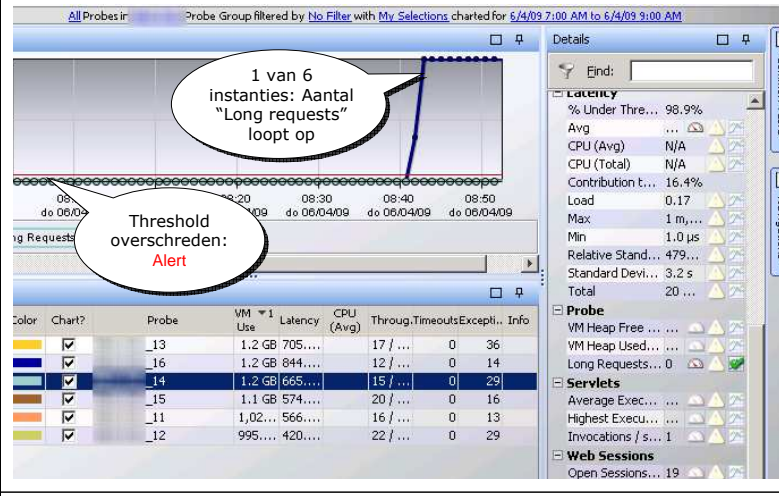 All Probes in Probe Group filtered by No Filter with My Selections charted for 6/4/09 7:00 AM to 6/4/09 9:00 AM
Details
Find:
1 van 6
instanties: Aantal
“Long requests”
loopt op
Latency
% Under Thre... 98.9%
Avg ...
CPU (Avg) N/A
CPU (Total) N/A
Contribution t... 16.4%
Load 0.17
Max 1 m,...
Min 1.0 µs
Relative Stand... 479...
Standard Devi... 3.2 s
Total 20 ...
08:20 08:30 08:40 08:50
do 06/04/09 do 06/04/09 do 06/04/09
Threshold
overschreden:
Alert
ng Requests
Probe
VM Heap Free ... ...
VM Heap Used... ...
Long Requests... 0
Servlets
Average Exec... ...
Highest Execu... ...
Invocations / s... 1
Web Sessions
Open Sessions... 19
Color Chart? Probe VM 1 Use Latency CPU (Avg) Throug. Timeouts Excepti.. Info
_13 1.2 GB 705.... 17 / ... 0 36
_16 1.2 GB 844.... 12 / ... 0 14
_14 1.2 GB 665.... 15 / ... 0 29
_15 1.1 GB 574.... 20 / ... 0 16
_11 1,02... 566.... 16 / ... 0 13
_12 995.... 420.... 22 / ... 0 29